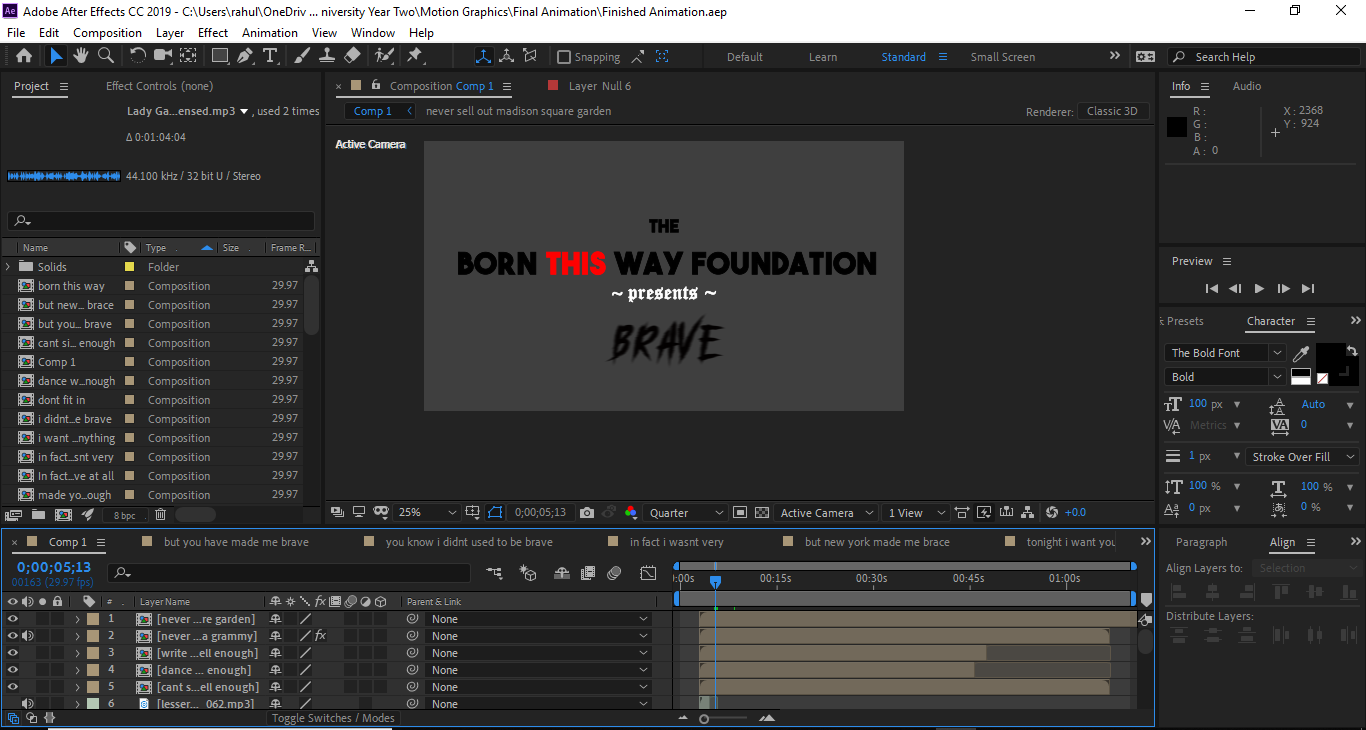 Adobe After Effects CC 2019 - C:\Users\rahul\OneDriv ... niversity Year Two\Motion Graphics\Final Animation\Finished Animation.aep
File Edit Composition Layer Effect Animation View Window Help
Snapping Default Learn Standard Small Screen Search Help
Project Effect Controls (none)
Lady Ga...ensed.mp3 , used 2 times
Δ 0:01:04:04
44.100 kHz / 32 bit U / Stereo
Name Type Size Frame R...
Solids Folder
born this way Composition 29.97
but new... brace Composition 29.97
but you... brave Composition 29.97
cant si... enough Composition 29.97
Comp 1 Composition 29.97
dance w...nough Composition 29.97
dont fit in Composition 29.97
i didnt...e brave Composition 29.97
i want ...nything Composition 29.97
in fact...snt very Composition 29.97
In fact...ve at all Composition 29.97
made yo...ough Composition 29.97
8 bpc
Composition Comp 1 Layer Null 6
Comp 1 never sell out madison square garden
Renderer: Classic 3D
Active Camera
THE
BORN THIS WAY FOUNDATION
~ presents ~
BRAVE
25% 0;00;05;13 Quarter Active Camera 1 View +0.0
Info Audio
R :
G :
B :
A : 0
X : 2368
Y : 924
Preview
& Presets Character
The Bold Font
Bold
100 px Auto
Metrics 0
1 px Stroke Over Fill
100 % 100 %
0 px 0 %
Comp 1 but you have made me brave you know i didnt used to be brave in fact i wasnt very but new york made me brace tonight i want you
0;00;05;13
00163 (29.97 fps)
:00s 00:15s 00:30s 00:45s 01:00s
# Layer Name fx Parent & Link
1 [never ...re garden] None
2 [never ...a grammy] fx None
3 [write ...ell enough] None
4 [dance ... enough] None
5 [cant s...ell enough] None
6 [lesser... 062.mp3] None
Toggle Switches / Modes
Paragraph Align
Align Layers to: Selection
Distribute Layers: